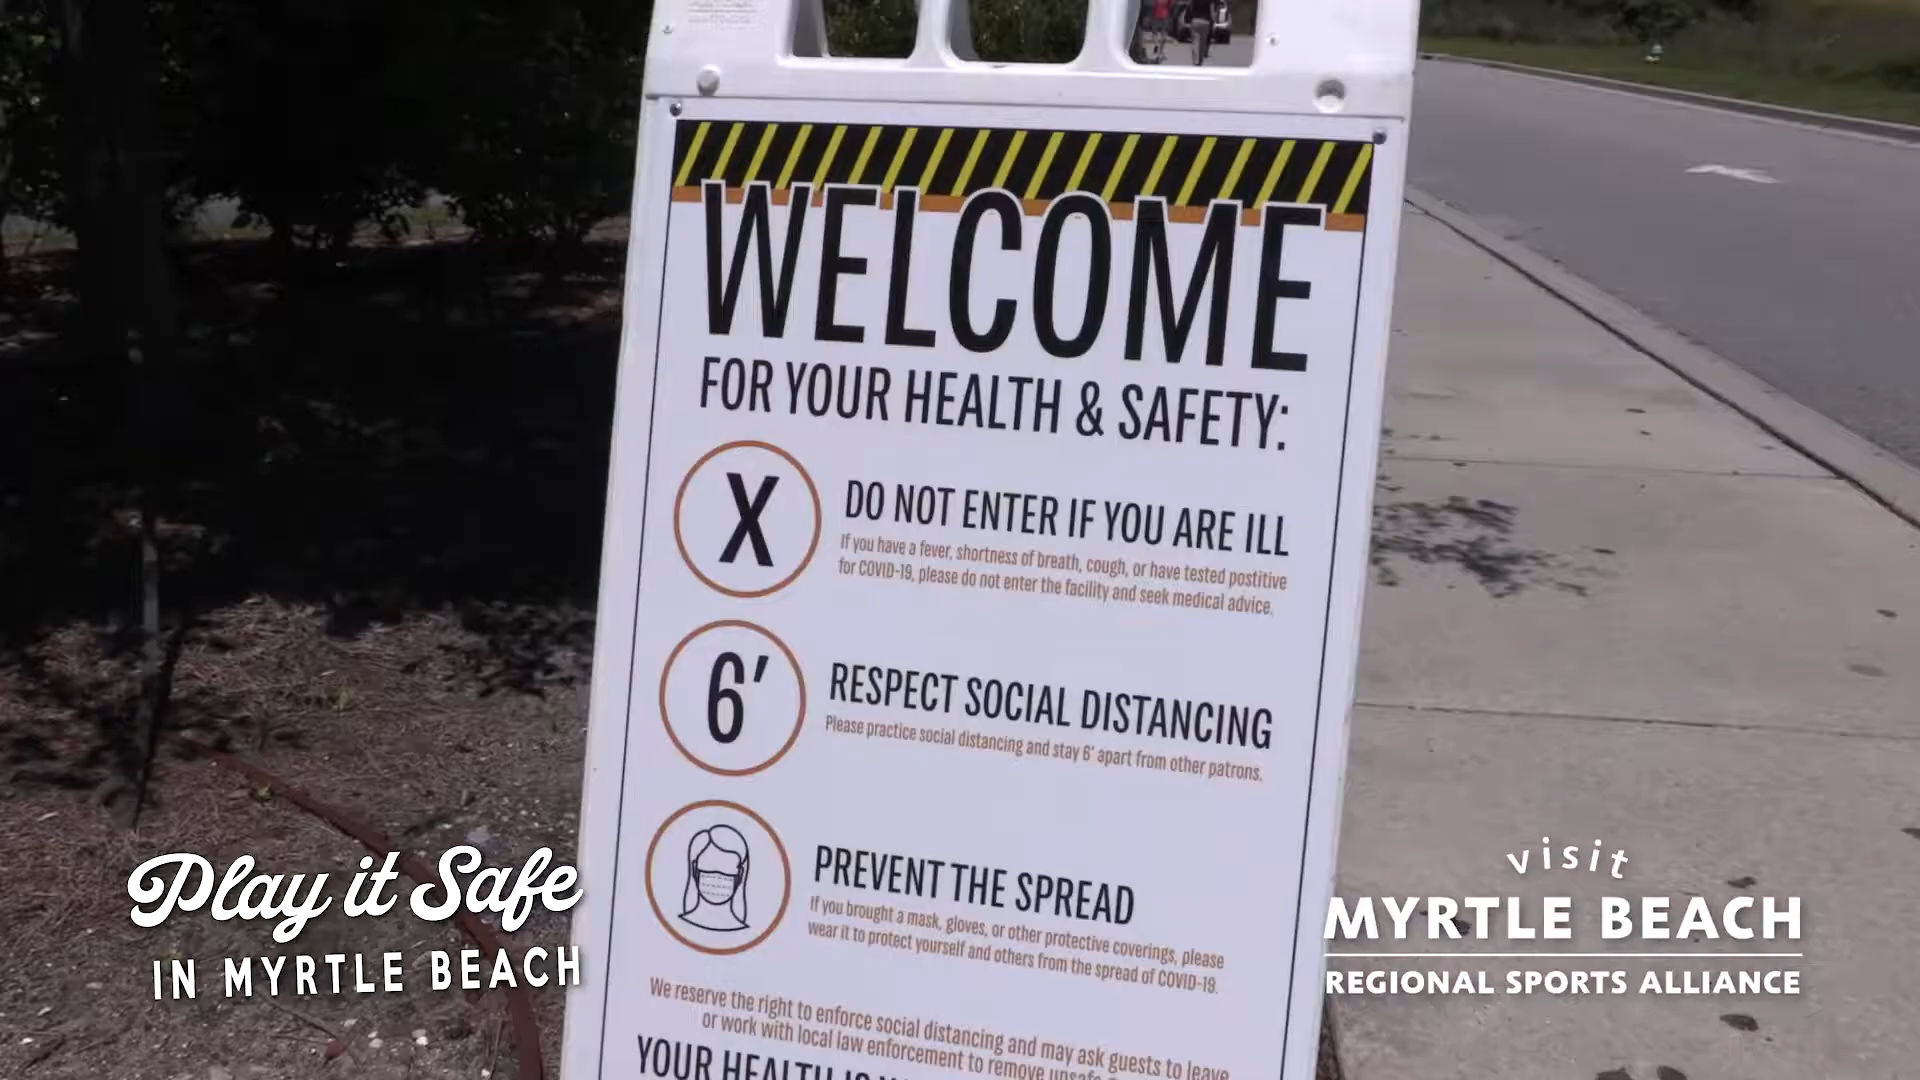 WELCOME
FOR YOUR HEALTH & SAFETY:
X
DO NOT ENTER IF YOU ARE ILL
If you have a fever, shortness of breath, cough, or have tested postitive
for COVID-19, please do not enter the facility and seek medical advice.
6'
RESPECT SOCIAL DISTANCING
Please practice social distancing and stay 6' apart from other patrons.
PREVENT THE SPREAD
If you brought a mask, gloves, or other protective coverings, please
wear it to protect yourself and others from the spread of COVID-19.
We reserve the right to enforce social distancing and may ask guests to leave
or work with local law enforcement to remove
YOUR HEALTH
Play it Safe
IN MYRTLE BEACH
visit
MYRTLE BEACH
REGIONAL SPORTS ALLIANCE